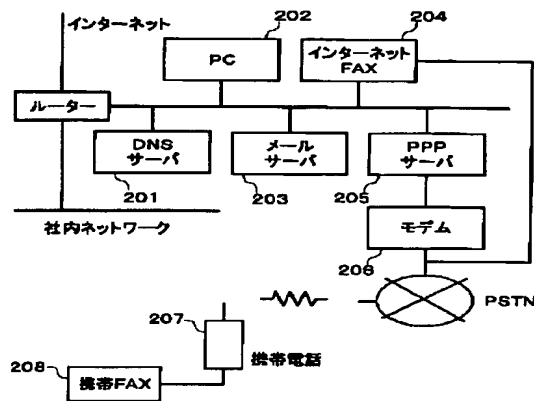 インターネット
202
204
PC
インターネット
FAX
ルーター
DNS
サーバ
メール
サーバ
PPP
サーバ
201
203
205
社内ネットワーク
モデム
206
PSTN
207
携帯電話
208
携帯FAX